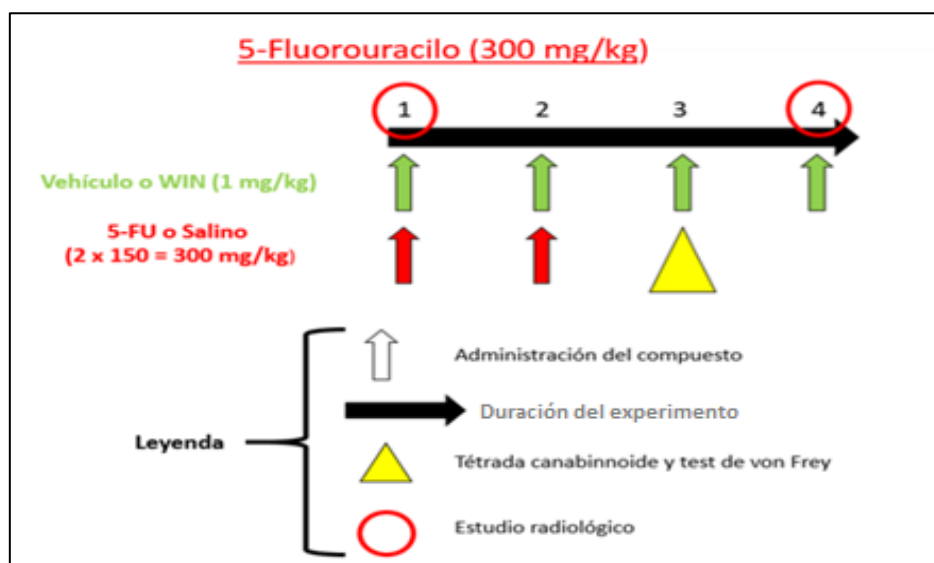 5-Fluorouracilo (300 mg/kg)
1 2 3 4
Vehículo o WIN (1 mg/kg)
5-FU o Salino
(2 x 150 = 300 mg/kg)
Administración del compuesto
Duración del experimento
Leyenda
Tétrada canabinnoide y test de von Frey
Estudio radiológico